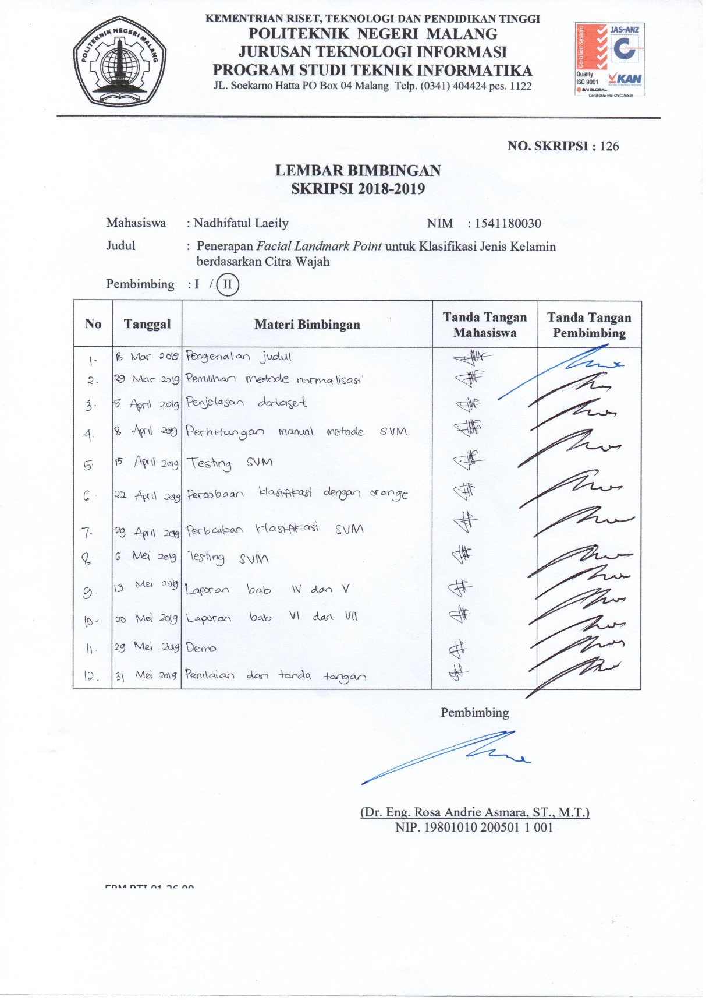 POLITEKNIK NEGERI MALANG
KEMENTRIAN RISET, TEKNOLOGI DAN PENDIDIKAN TINGGI
POLITEKNIK NEGERI MALANG
JURUSAN TEKNOLOGI INFORMASI
PROGRAM STUDI TEKNIK INFORMATIKA
JL. Soekarno Hatta PO Box 04 Malang Telp. (0341) 404424 pes. 1122
Certified System
JAS-ANZ
Quality
ISO 9001
KAN
SAI GLOBAL
Certificate No: QEC25539
NO. SKRIPSI : 126
LEMBAR BIMBINGAN
SKRIPSI 2018-2019
Mahasiswa : Nadhifatul Laeily NIM : 1541180030
Judul : Penerapan Facial Landmark Point untuk Klasifikasi Jenis Kelamin
berdasarkan Citra Wajah
Pembimbing : I / II
No Tanggal Materi Bimbingan Tanda Tangan Mahasiswa Tanda Tangan Pembimbing
1. Mar 2019 Pengenalan judul
2. 29 Mar 2019 Pemilihan metode normalisasi
3. 5 April 2019 Penjelasan dataset
4. 8 April 2019 Perhitungan manual metode SVM
5. 15 April 2019 Testing SVM
6. 22 April 2019 Percobaan klasifikasi dengan orange
7. 29 April 2019 Perbaikan klasifikasi SVM
8. 6 Mei 2019 Testing SVM
9. 13 Mei 2019 Laporan bab IV dan V
10. 20 Mei 2019 Laporan bab VI dan VII
11. 29 Mei 2019 Demo
12. 31 Mei 2019 Penilaian dan tanda tangan
Pembimbing
(Dr. Eng. Rosa Andrie Asmara, ST., M.T.)
NIP. 19801010 200501 1 001